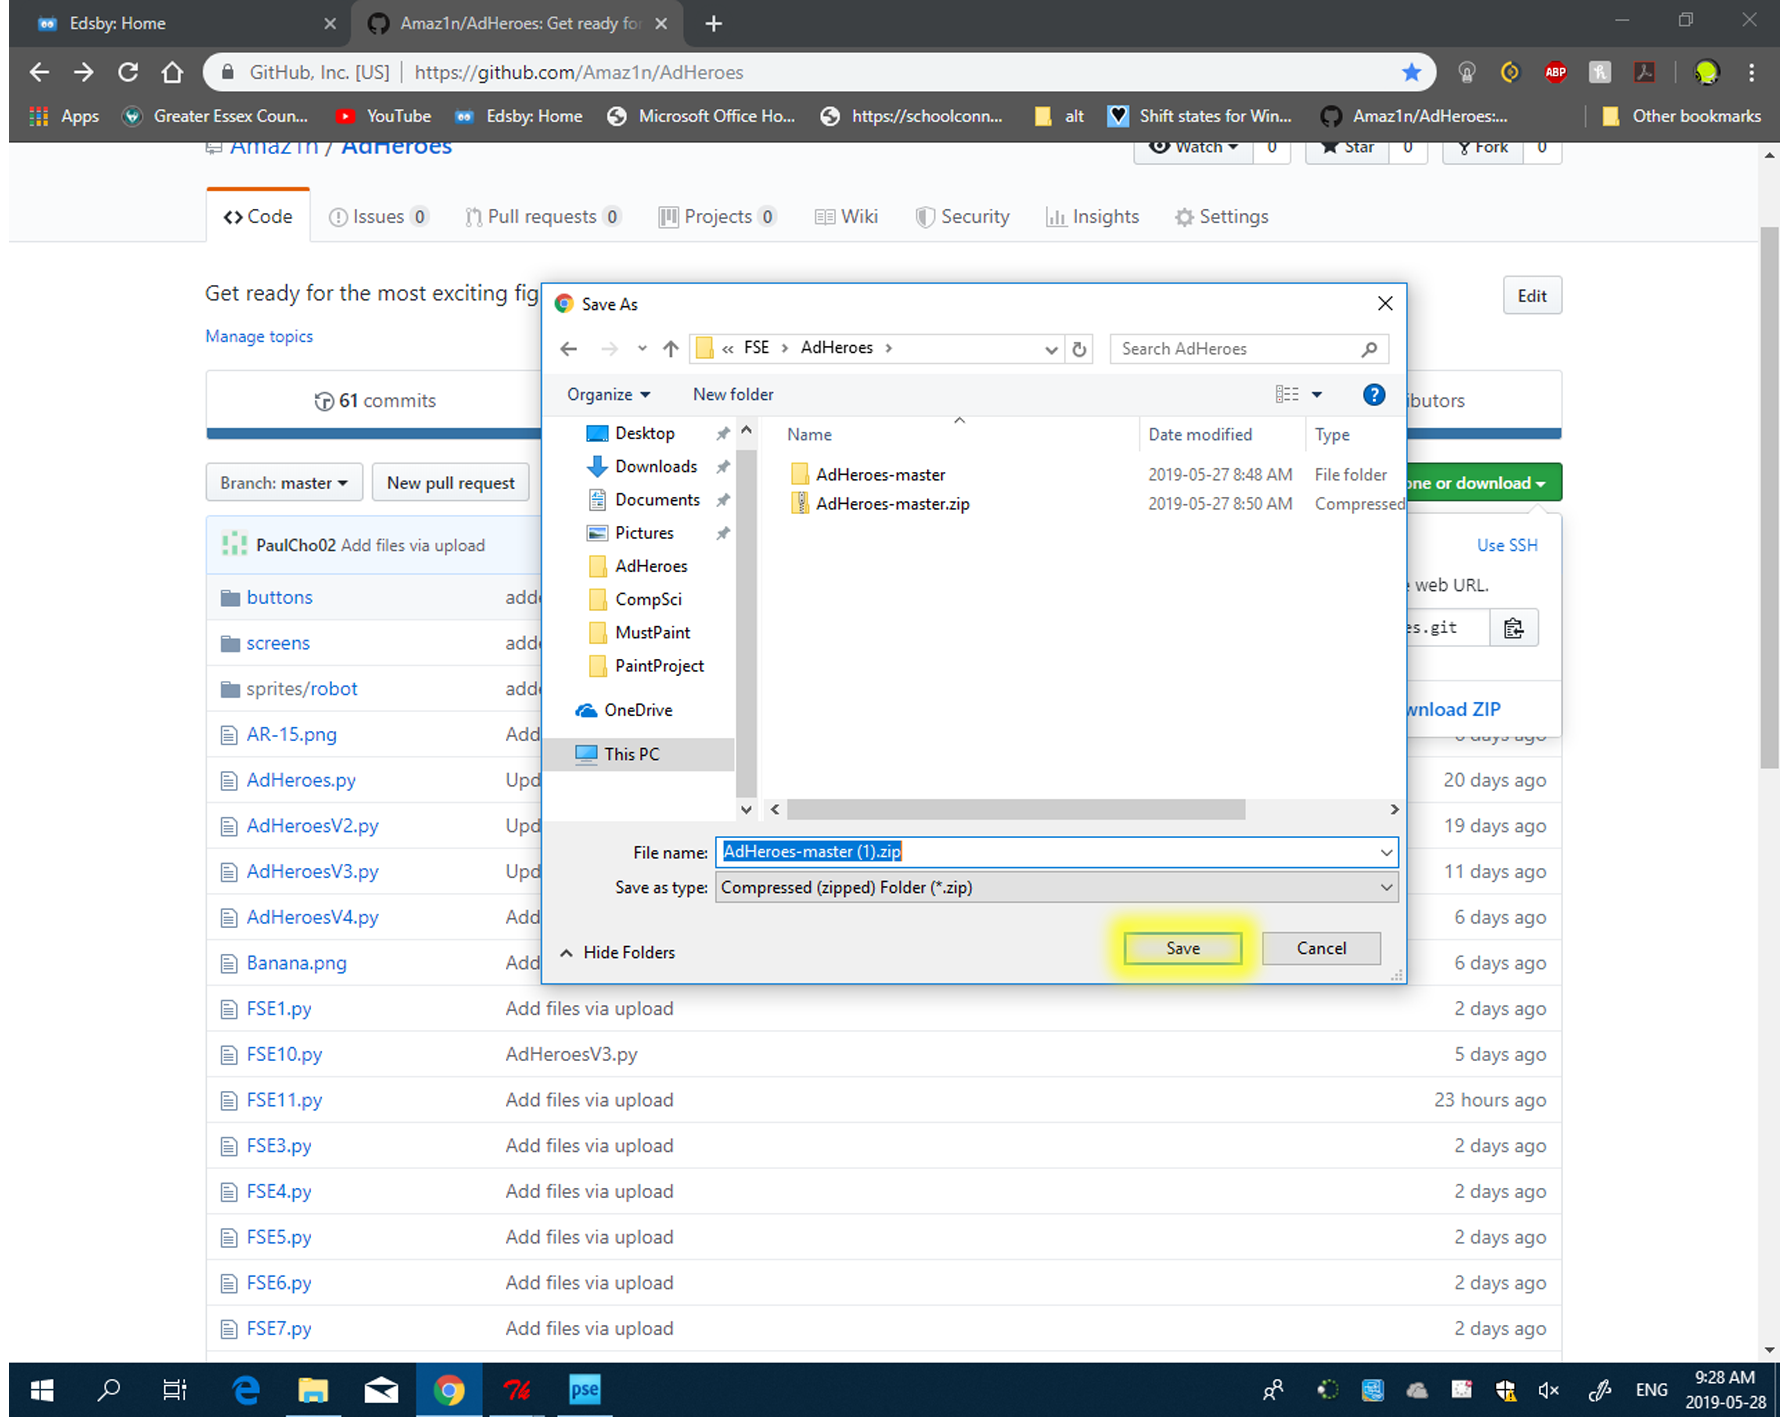 Edsby: Home
Amaz1n/AdHeroes: Get ready for
GitHub, Inc. [US] | https://github.com/Amaz1n/AdHeroes
ABP
Apps Greater Essex Coun... YouTube Edsby: Home Microsoft Office Ho... https://schoolconn... alt Shift states for Win... Amaz1n/AdHeroes:... Other bookmarks
Amaz1n / AdHeroes
Watch 0 Star 0 Fork 0
Code Issues 0 Pull requests 0 Projects 0 Wiki Security Insights Settings
Get ready for the most exciting fig
Edit
Manage topics
61 commits
ibutors
Branch: master New pull request
one or download
PaulCho02 Add files via upload
Use SSH
e web URL.
es.git
wnload ZIP
buttons adde
screens adde
sprites/robot adde
AR-15.png Add 6 days ago
AdHeroes.py Upd 20 days ago
AdHeroesV2.py Upd 19 days ago
AdHeroesV3.py Upd 11 days ago
AdHeroesV4.py Add 6 days ago
Banana.png Add 6 days ago
FSE1.py Add files via upload 2 days ago
FSE10.py AdHeroesV3.py 5 days ago
FSE11.py Add files via upload 23 hours ago
FSE3.py Add files via upload 2 days ago
FSE4.py Add files via upload 2 days ago
FSE5.py Add files via upload 2 days ago
FSE6.py Add files via upload 2 days ago
FSE7.py Add files via upload 2 days ago
Save As
« FSE > AdHeroes >
Search AdHeroes
Organize New folder
?
Desktop
Downloads
Documents
Pictures
AdHeroes
CompSci
MustPaint
PaintProject
OneDrive
This PC
Name Date modified Type
AdHeroes-master 2019-05-27 8:48 AM File folder
AdHeroes-master.zip 2019-05-27 8:50 AM Compressed
File name: AdHeroes-master (1).zip
Save as type: Compressed (zipped) Folder (*.zip)
Hide Folders
Save Cancel
pse
ENG
9:28 AM
2019-05-28